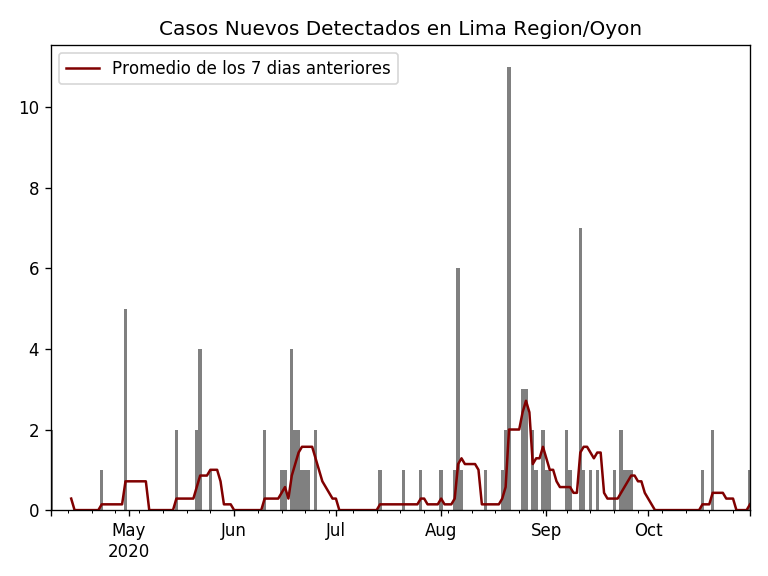 Casos Nuevos Detectados en Lima Region/Oyon
Promedio de los 7 dias anteriores
10
8
6
4
2
0
May Jun Jul Aug Sep Oct
2020